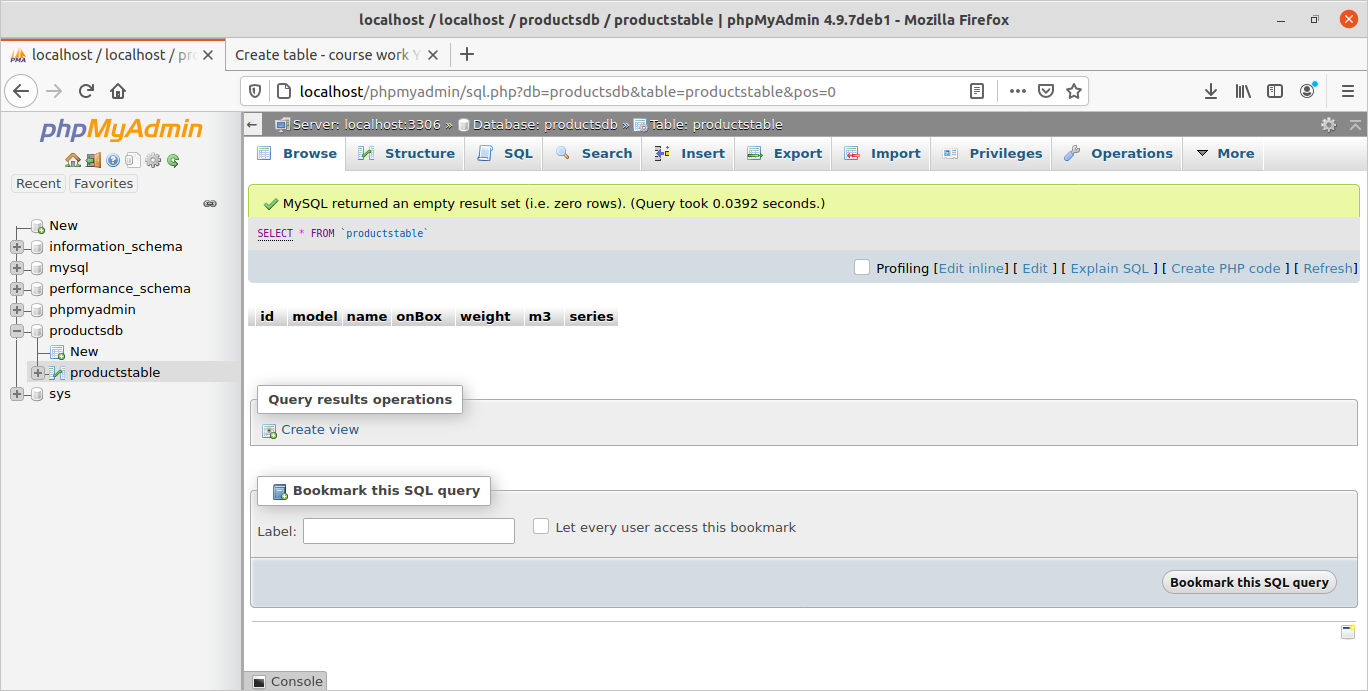 localhost / localhost / productsdb / productstable | phpMyAdmin 4.9.7deb1 - Mozilla Firefox
localhost / localhost / pro
Create table - course work Y
localhost/phpmyadmin/sql.php?db=productsdb&table=productstable&pos=0
phpMyAdmin
Recent Favorites
New
information_schema
mysql
performance_schema
phpmyadmin
productsdb
New
productstable
sys
Server: localhost:3306 » Database: productsdb » Table: productstable
Browse Structure SQL Search Insert Export Import Privileges Operations More
MySQL returned an empty result set (i.e. zero rows). (Query took 0.0392 seconds.)
SELECT * FROM `productstable`
Profiling [Edit inline] [ Edit ] [ Explain SQL ] [ Create PHP code ] [ Refresh]
id model name onBox weight m3 series
Query results operations
Create view
Bookmark this SQL query
Label: Let every user access this bookmark
Bookmark this SQL query
Console